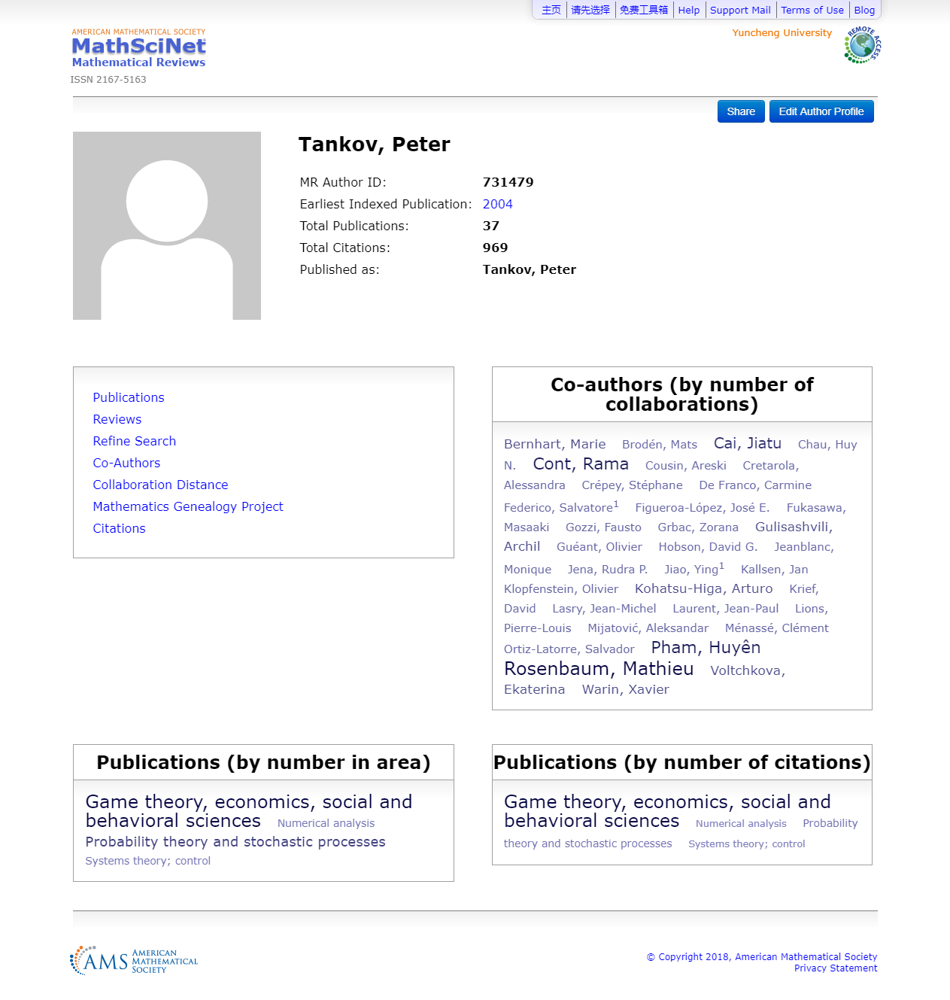 主页 请先选择 免费工具箱 Help Support Mail Terms of Use Blog
AMERICAN MATHEMATICAL SOCIETY
MathSciNet
Mathematical Reviews
ISSN 2167-5163
Yuncheng University
REMOTE ACCESS
Share Edit Author Profile
Tankov, Peter
MR Author ID: 731479
Earliest Indexed Publication: 2004
Total Publications: 37
Total Citations: 969
Published as: Tankov, Peter
Publications
Reviews
Refine Search
Co-Authors
Collaboration Distance
Mathematics Genealogy Project
Citations
Co-authors (by number of
collaborations)
Bernhart, Marie Brodén, Mats Cai, Jiatu Chau, Huy
N. Cont, Rama Cousin, Areski Cretarola,
Alessandra Crépey, Stéphane De Franco, Carmine
Federico, Salvatore1 Figueroa-López, José E. Fukasawa,
Masaaki Gozzi, Fausto Grbac, Zorana Gulisashvili,
Archil Guéant, Olivier Hobson, David G. Jeanblanc,
Monique Jena, Rudra P. Jiao, Ying1 Kallsen, Jan
Klopfenstein, Olivier Kohatsu-Higa, Arturo Krief,
David Lasry, Jean-Michel Laurent, Jean-Paul Lions,
Pierre-Louis Mijatović, Aleksandar Ménassé, Clément
Ortiz-Latorre, Salvador Pham, Huyên
Rosenbaum, Mathieu Voltchkova,
Ekaterina Warin, Xavier
Publications (by number in area)
Game theory, economics, social and
behavioral sciences Numerical analysis
Probability theory and stochastic processes
Systems theory; control
Publications (by number of citations)
Game theory, economics, social and
behavioral sciences Numerical analysis Probability
theory and stochastic processes Systems theory; control
AMS AMERICAN
MATHEMATICAL
SOCIETY
© Copyright 2018, American Mathematical Society
Privacy Statement